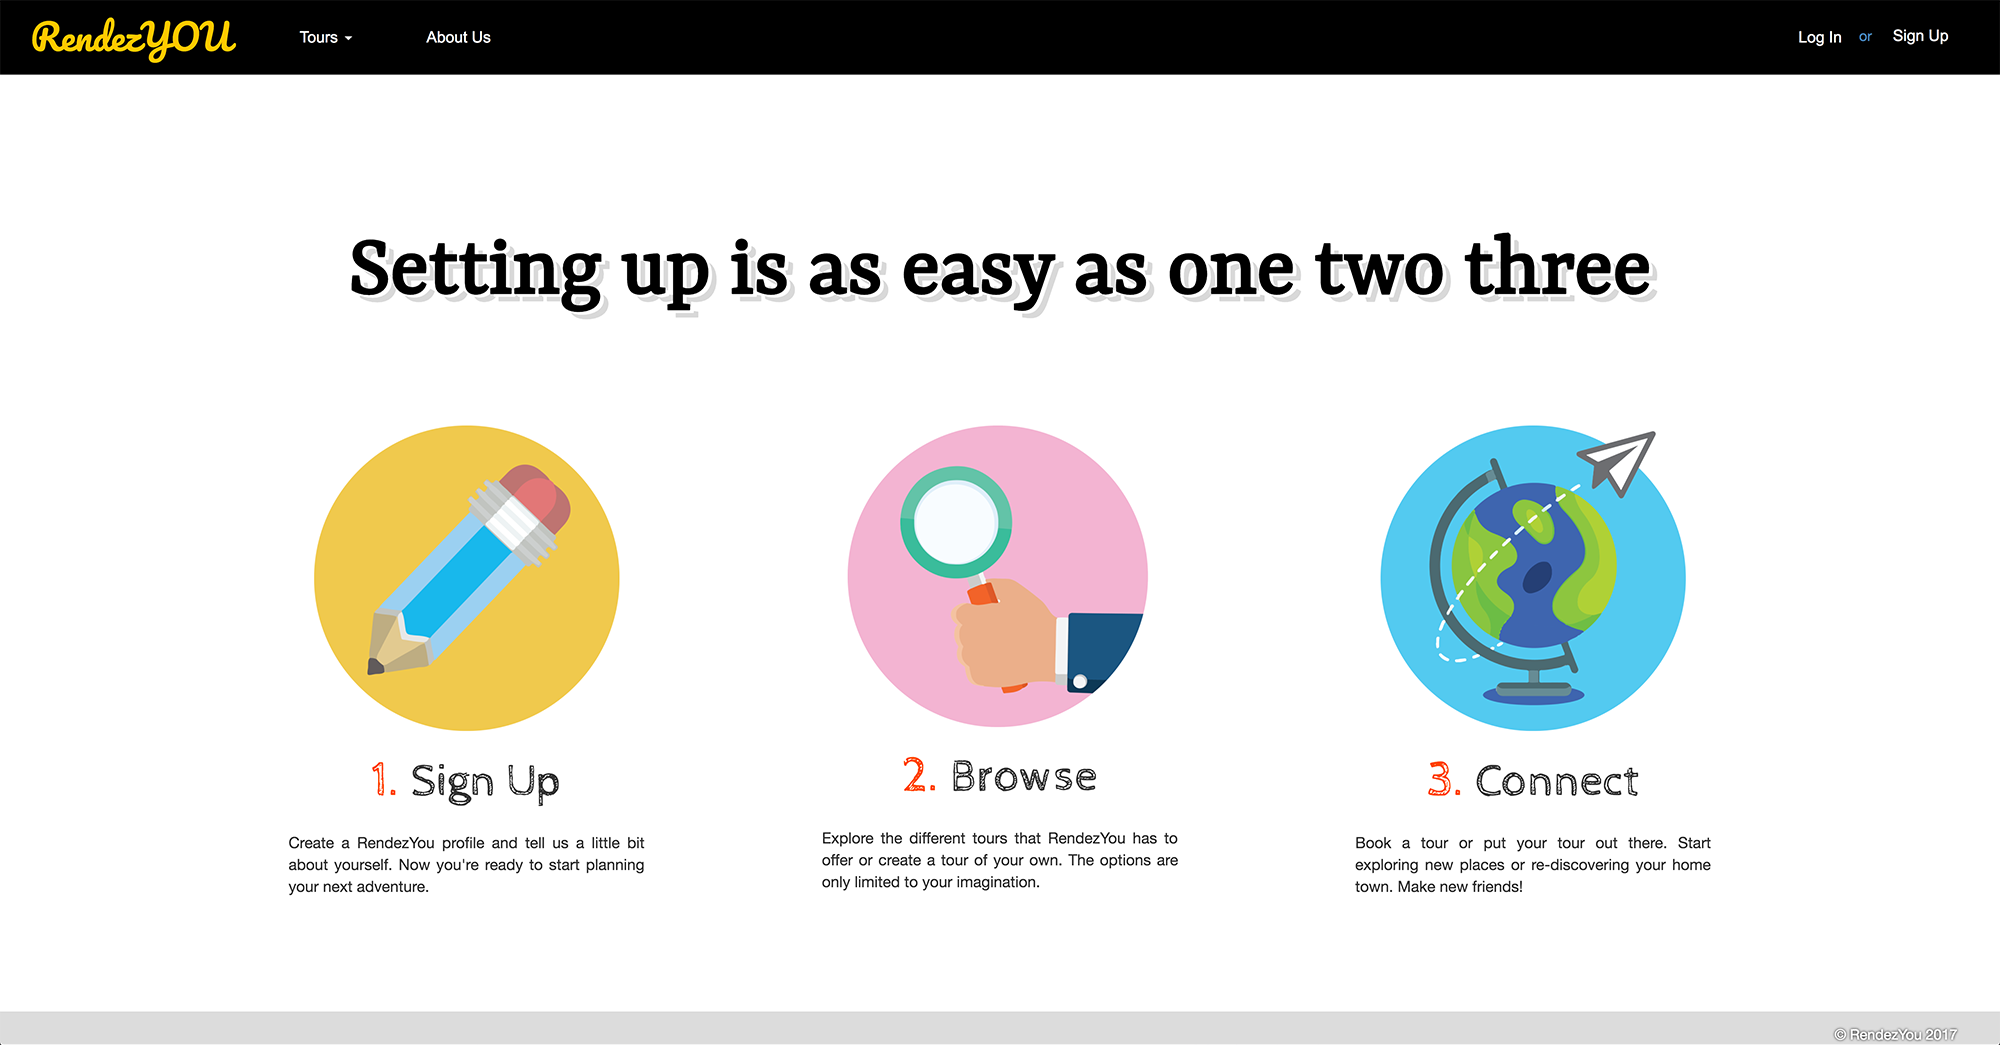 RendezYOU Tours About Us Log In or Sign Up
Setting up is as easy as one two three
1. Sign Up
Create a RendezYou profile and tell us a little bit
about yourself. Now you're ready to start planning
your next adventure.
2. Browse
Explore the different tours that RendezYou has to
offer or create a tour of your own. The options are
only limited to your imagination.
3. Connect
Book a tour or put your tour out there. Start
exploring new places or re-discovering your home
town. Make new friends!
© RendezYou 2017